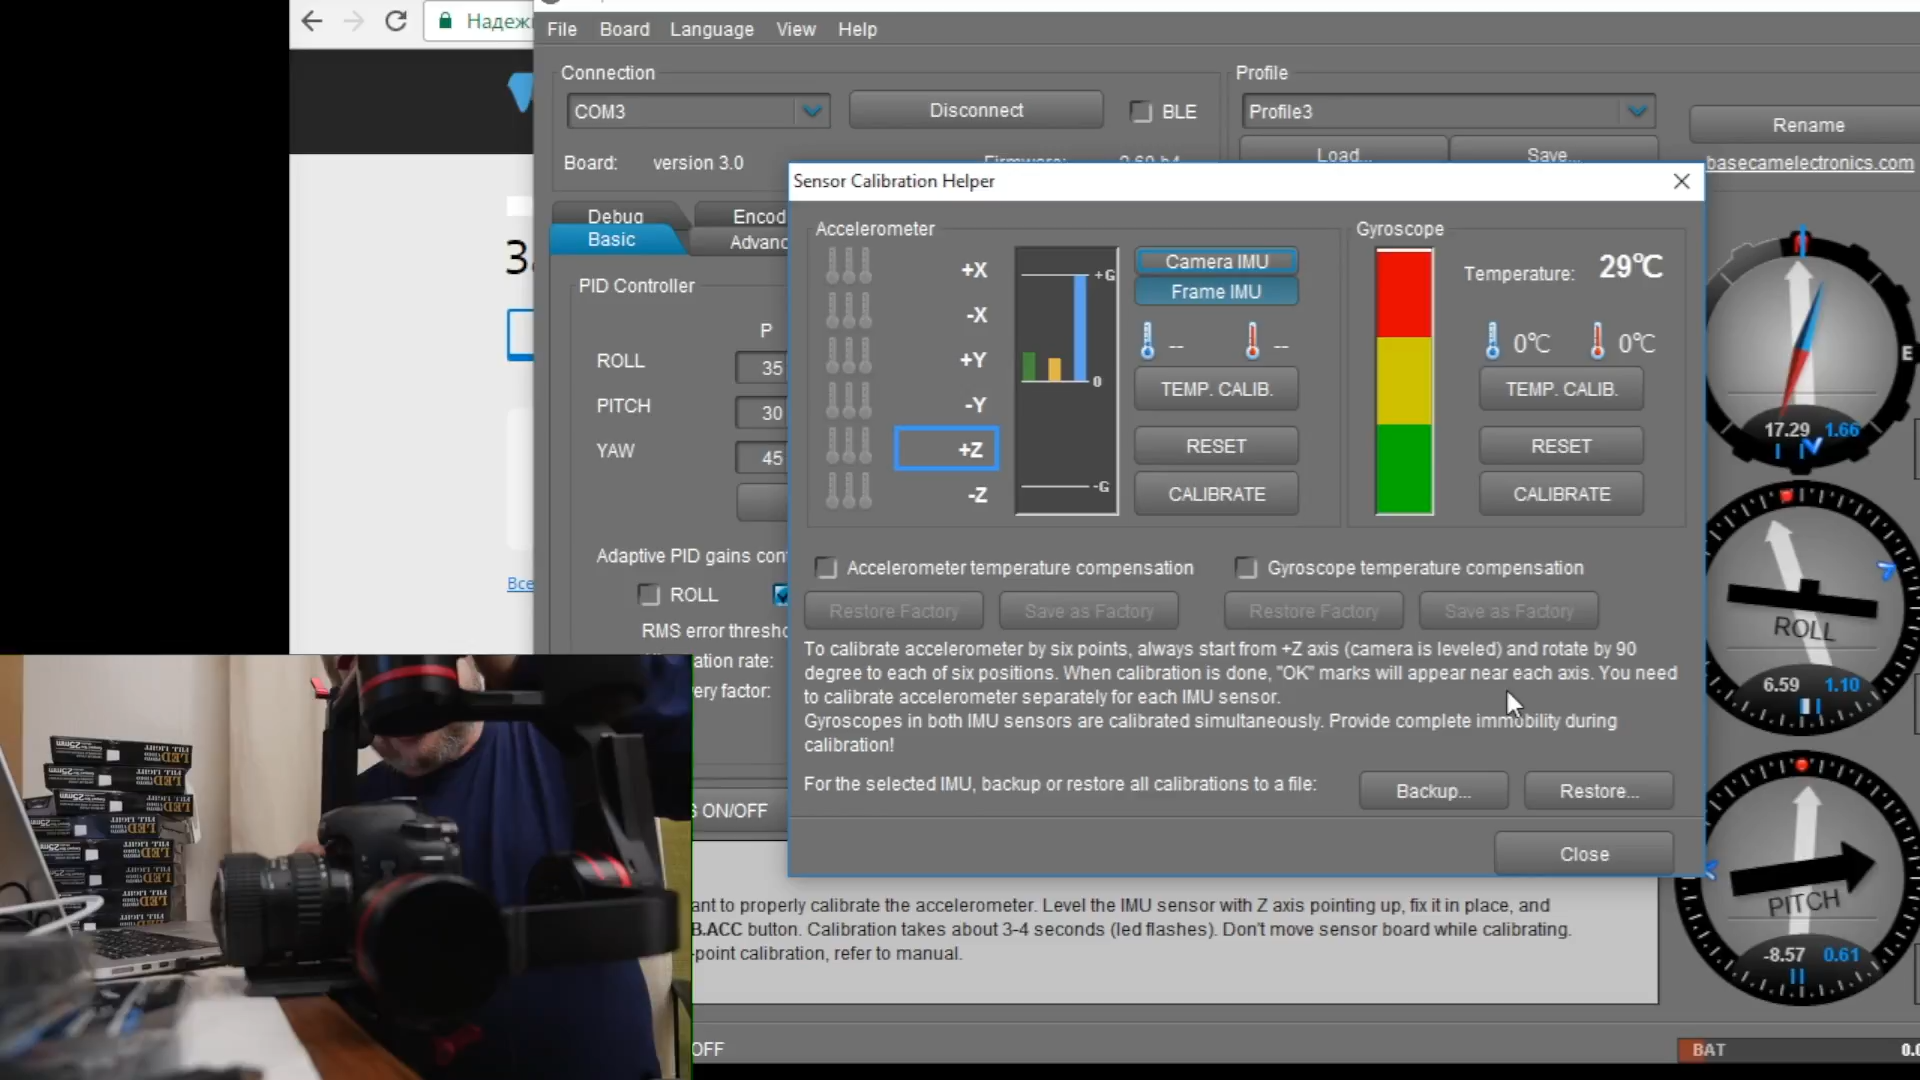 Надежн
File Board Language View Help
Connection
COM3
Disconnect
BLE
Profile
Profile3
Rename
Load...
Save...
Board: version 3.0
basecamelectronics.com
Sensor Calibration Helper
Debug
Encod
Basic
Advanc
PID Controller
P
ROLL
35
PITCH
30
YAW
45
Accelerometer
+X
-X
+Y
-Y
+Z
-Z
+G
0
-G
Camera IMU
Frame IMU
--
--
TEMP. CALIB.
RESET
CALIBRATE
Gyroscope
Temperature: 29℃
0℃
0℃
TEMP. CALIB.
RESET
CALIBRATE
Все
Adaptive PID gains con
ROLL
RMS error thresho
ation rate:
ery factor:
Accelerometer temperature compensation
Gyroscope temperature compensation
Restore Factory
Save as Factory
Restore Factory
Save as Factory
To calibrate accelerometer by six points, always start from +Z axis (camera is leveled) and rotate by 90
degree to each of six positions. When calibration is done, "OK" marks will appear near each axis. You need
to calibrate accelerometer separately for each IMU sensor.
Gyroscopes in both IMU sensors are calibrated simultaneously. Provide complete immobility during
calibration!
For the selected IMU, backup or restore all calibrations to a file:
Backup...
Restore...
Close
S ON/OFF
ant to properly calibrate the accelerometer. Level the IMU sensor with Z axis pointing up, fix it in place, and
B.ACC button. Calibration takes about 3-4 seconds (led flashes). Don't move sensor board while calibrating.
-point calibration, refer to manual.
OFF
E
17.29 1.66
ROLL
6.59 1.10
PITCH
-8.57 0.61
BAT
0.0